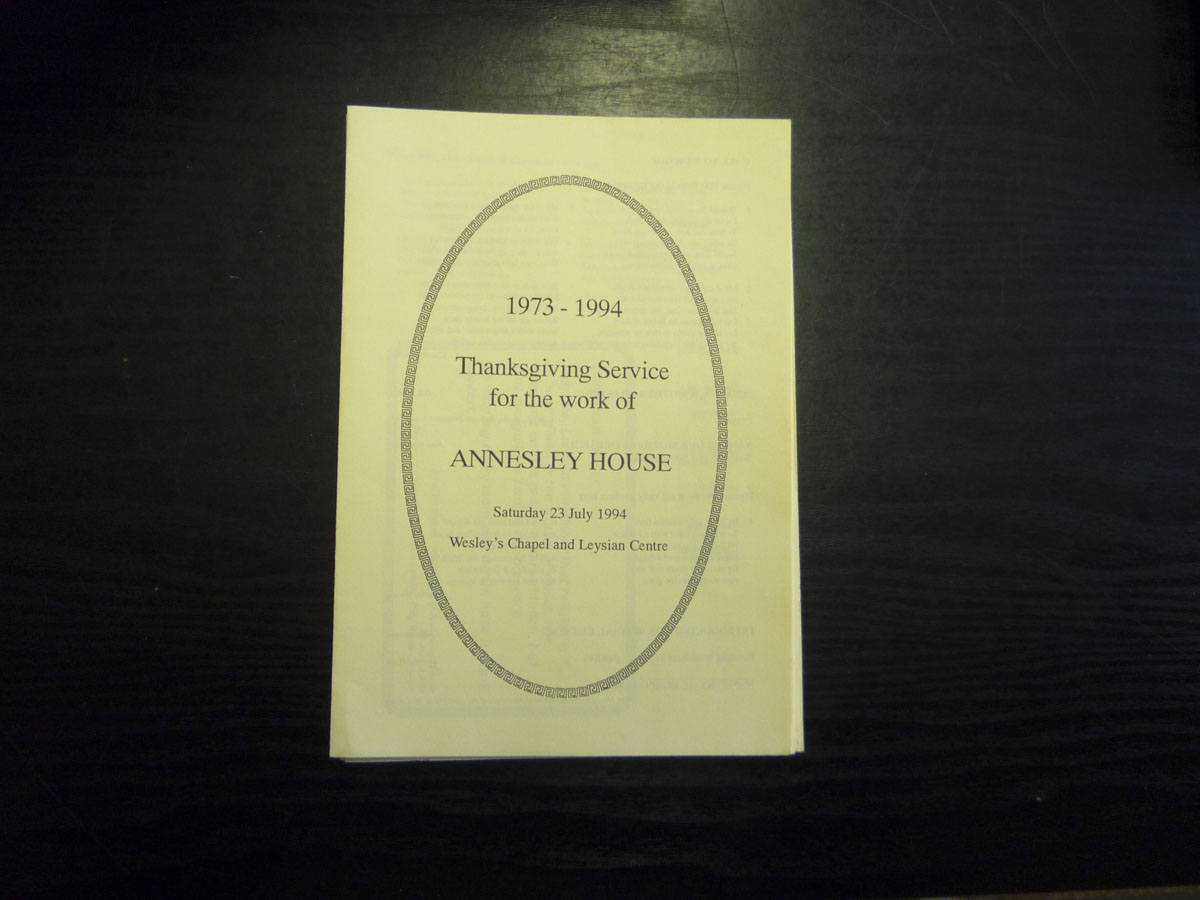 1973 - 1994
Thanksgiving Service
for the work of
ANNESLEY HOUSE
Saturday 23 July 1994
Wesley's Chapel and Leysian Centre